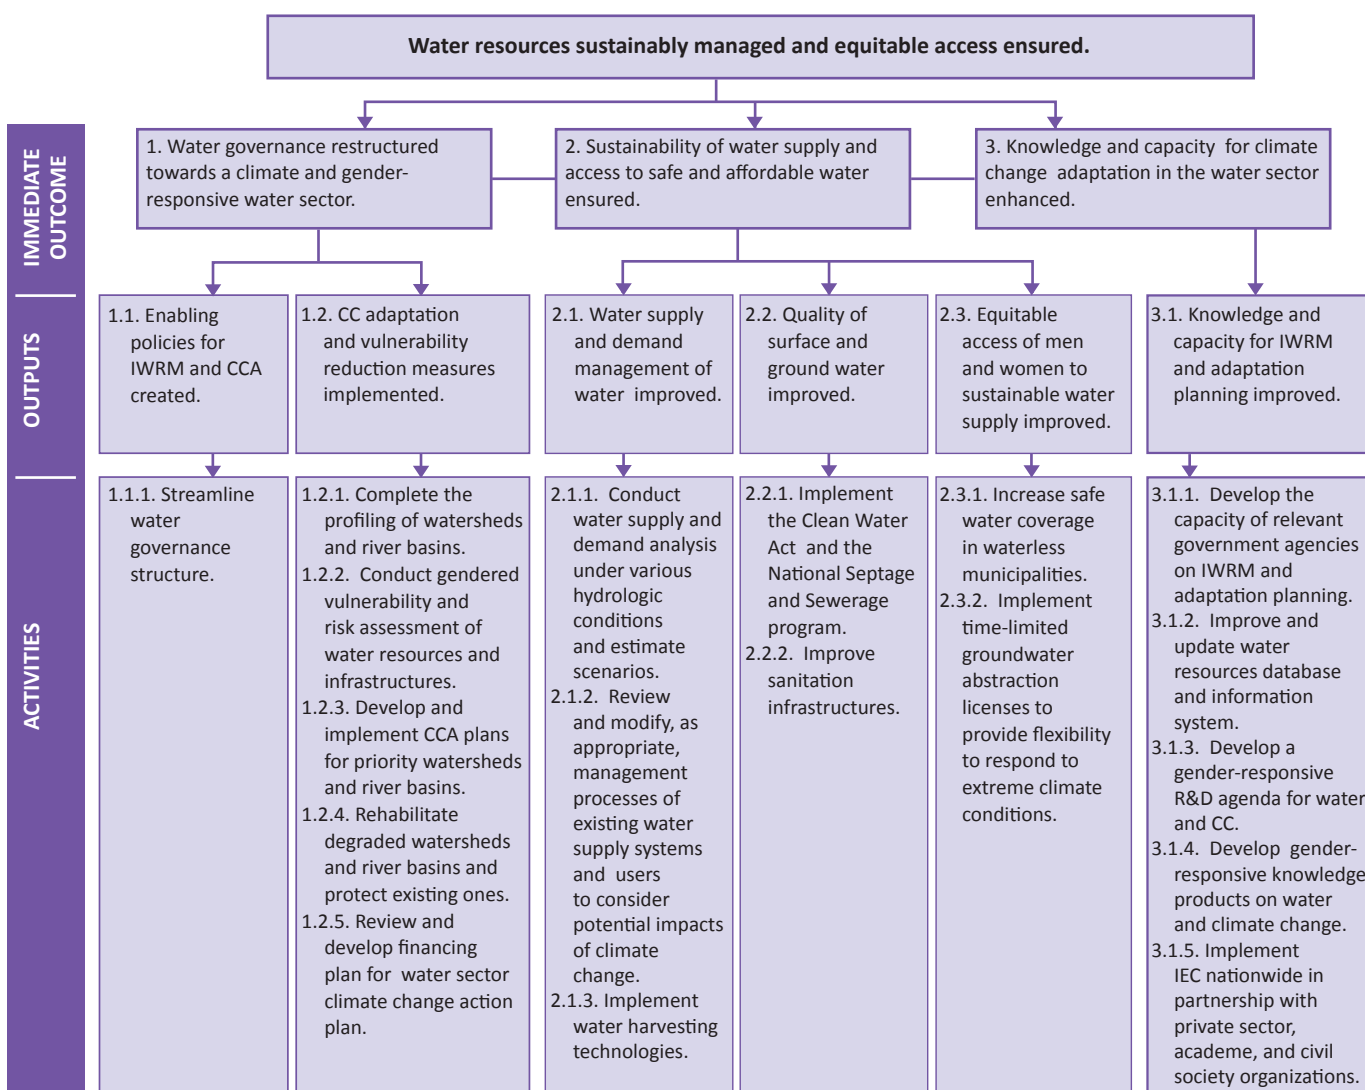 Water resources sustainably managed and equitable access ensured.
IMMEDIATE
OUTCOME
1. Water governance restructured
towards a climate and gender-
responsive water sector.
2. Sustainability of water supply and
access to safe and affordable water
ensured.
3. Knowledge and capacity for climate
change adaptation in the water sector
enhanced.
OUTPUTS
1.1. Enabling
policies for
IWRM and CCA
created.
1.2. CC adaptation
and vulnerability
reduction measures
implemented.
2.1. Water supply
and demand
management of
water improved.
2.2. Quality of
surface and
ground water
improved.
2.3. Equitable
access of men
and women to
sustainable water
supply improved.
3.1. Knowledge and
capacity for IWRM
and adaptation
planning improved.
ACTIVITIES
1.1.1. Streamline
water
governance
structure.
1.2.1. Complete the
profiling of watersheds
and river basins.
1.2.2. Conduct gendered
vulnerability and
risk assessment of
water resources and
infrastructures.
1.2.3. Develop and
implement CCA plans
for priority watersheds
and river basins.
1.2.4. Rehabilitate
degraded watersheds
and river basins and
protect existing ones.
1.2.5. Review and
develop financing
plan for water sector
climate change action
plan.
2.1.1. Conduct
water supply and
demand analysis
under various
hydrologic
conditions
and estimate
scenarios.
2.1.2. Review
and modify, as
appropriate,
management
processes of
existing water
supply systems
and users
to consider
potential impacts
of climate
change.
2.1.3. Implement
water harvesting
technologies.
2.2.1. Implement
the Clean Water
Act and the
National Septage
and Sewerage
program.
2.2.2. Improve
sanitation
infrastructures.
2.3.1. Increase safe
water coverage
in waterless
municipalities.
2.3.2. Implement
time-limited
groundwater
abstraction
licenses to
provide flexibility
to respond to
extreme climate
conditions.
3.1.1. Develop the
capacity of relevant
government agencies
on IWRM and
adaptation planning.
3.1.2. Improve and
update water
resources database
and information
system.
3.1.3. Develop a
gender-responsive
R&D agenda for water
and CC.
3.1.4. Develop gender-
responsive knowledge
products on water
and climate change.
3.1.5. Implement
IEC nationwide in
partnership with
private sector,
academe, and civil
society organizations.